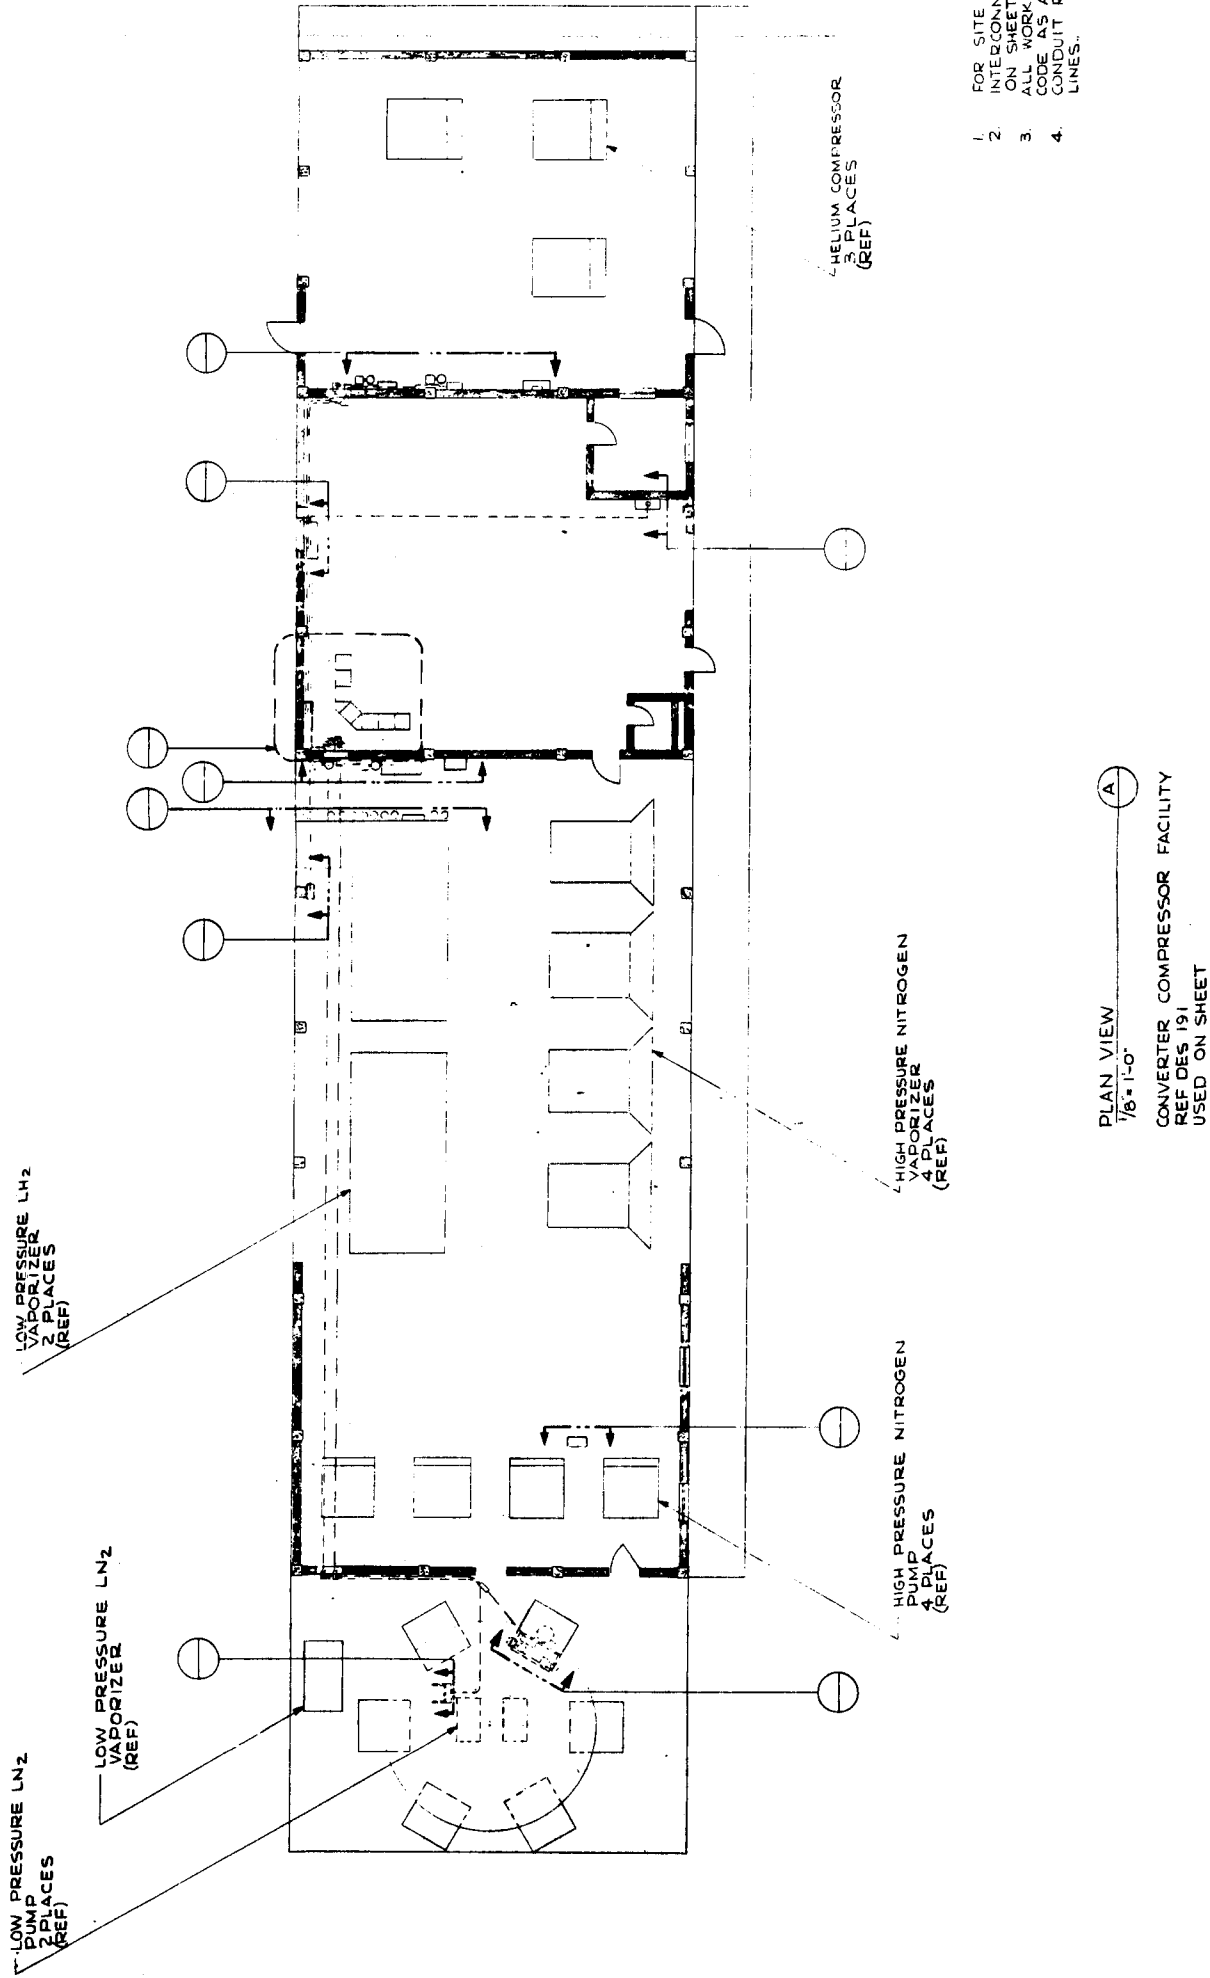 LOW PRESSURE LN2
PUMP
2 PLACES
(REF)
LOW PRESSURE LN2
VAPORIZER
(REF)
LOW PRESSURE LH2
VAPORIZER
2 PLACES
(REF)
HIGH PRESSURE NITROGEN
PUMP
4 PLACES
(REF)
HIGH PRESSURE NITROGEN
VAPORIZER
4 PLACES
(REF)
HELIUM COMPRESSOR
3 PLACES
(REF)
1. FOR SITE
2. INTERCONN
ON SHEET
3. ALL WORK
CODE AS A
4. CONDUIT R
LINES.
PLAN VIEW
1/8"=1'-0"
A
CONVERTER COMPRESSOR FACILITY
REF DES 191
USED ON SHEET